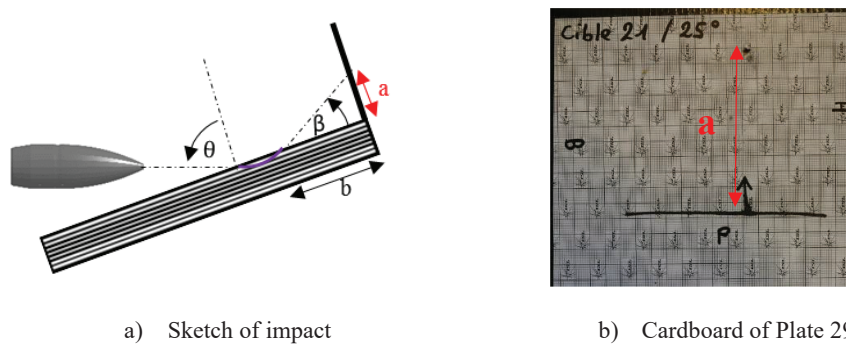 θ
β
a
b
Cible 21 / 25°
a
B
P
a) Sketch of impact
b) Cardboard of Plate 29